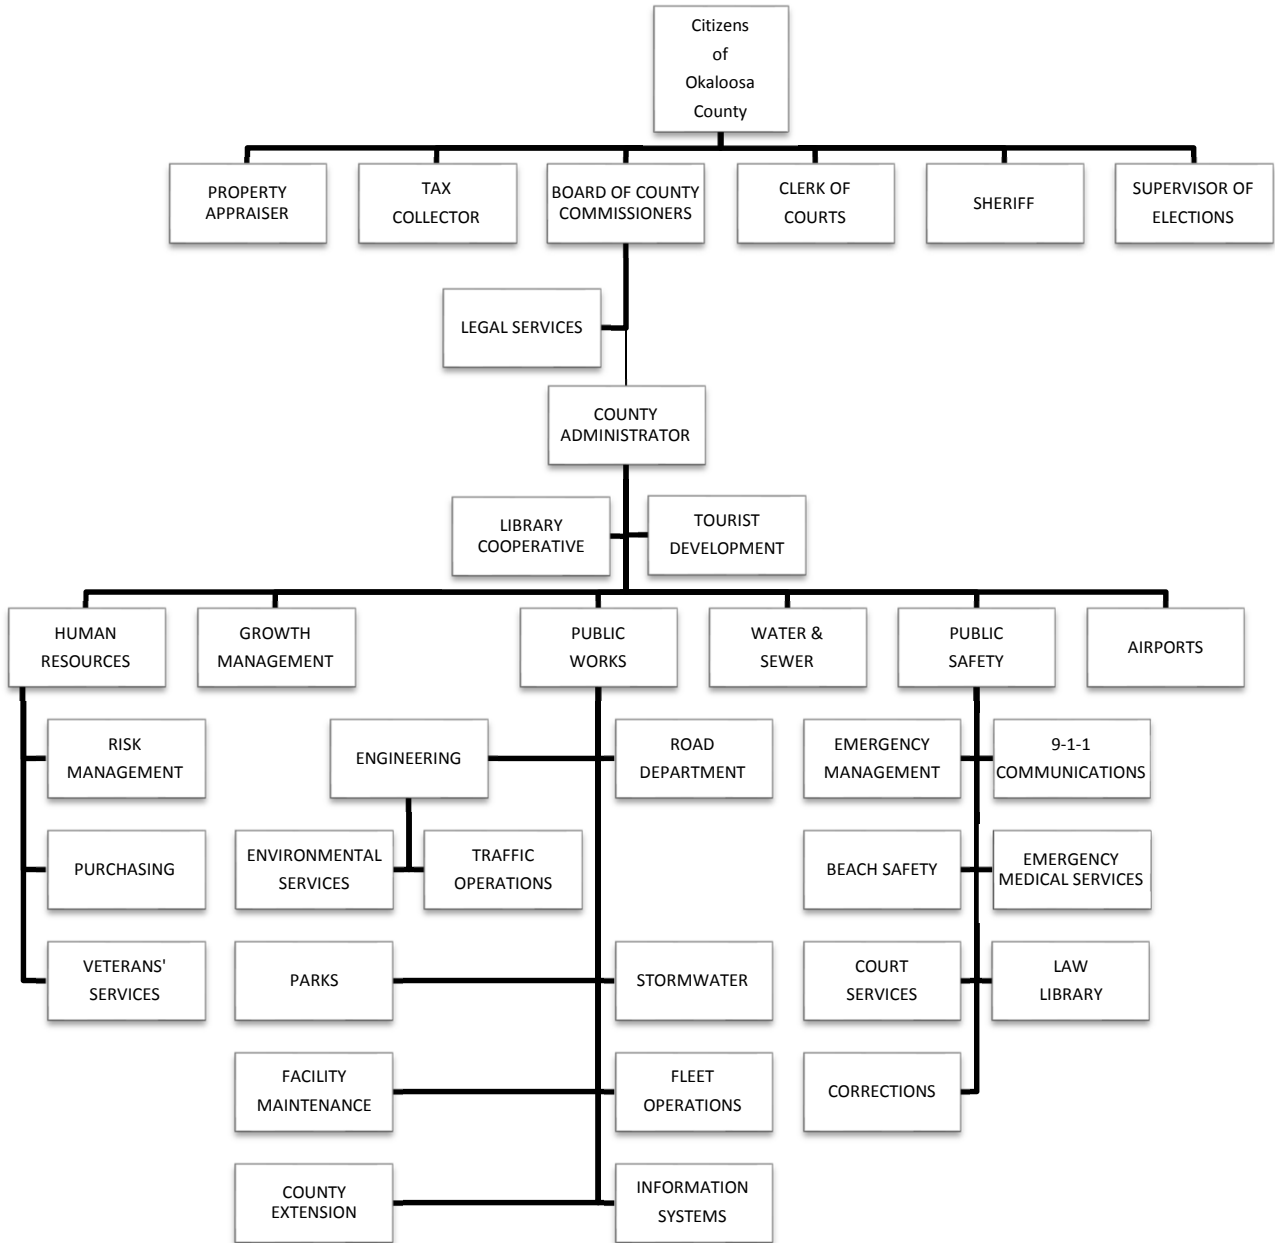 Citizens
of
Okaloosa
County
PROPERTY
APPRAISER
TAX
COLLECTOR
BOARD OF COUNTY
COMMISSIONERS
CLERK OF
COURTS
SHERIFF
SUPERVISOR OF
ELECTIONS
LEGAL SERVICES
COUNTY
ADMINISTRATOR
LIBRARY
COOPERATIVE
TOURIST
DEVELOPMENT
HUMAN
RESOURCES
GROWTH
MANAGEMENT
PUBLIC
WORKS
WATER &
SEWER
PUBLIC
SAFETY
AIRPORTS
RISK
MANAGEMENT
ENGINEERING
ROAD
DEPARTMENT
EMERGENCY
MANAGEMENT
9-1-1
COMMUNICATIONS
PURCHASING
ENVIRONMENTAL
SERVICES
TRAFFIC
OPERATIONS
BEACH SAFETY
EMERGENCY
MEDICAL SERVICES
VETERANS'
SERVICES
PARKS
STORMWATER
COURT
SERVICES
LAW
LIBRARY
FACILITY
MAINTENANCE
FLEET
OPERATIONS
CORRECTIONS
COUNTY
EXTENSION
INFORMATION
SYSTEMS